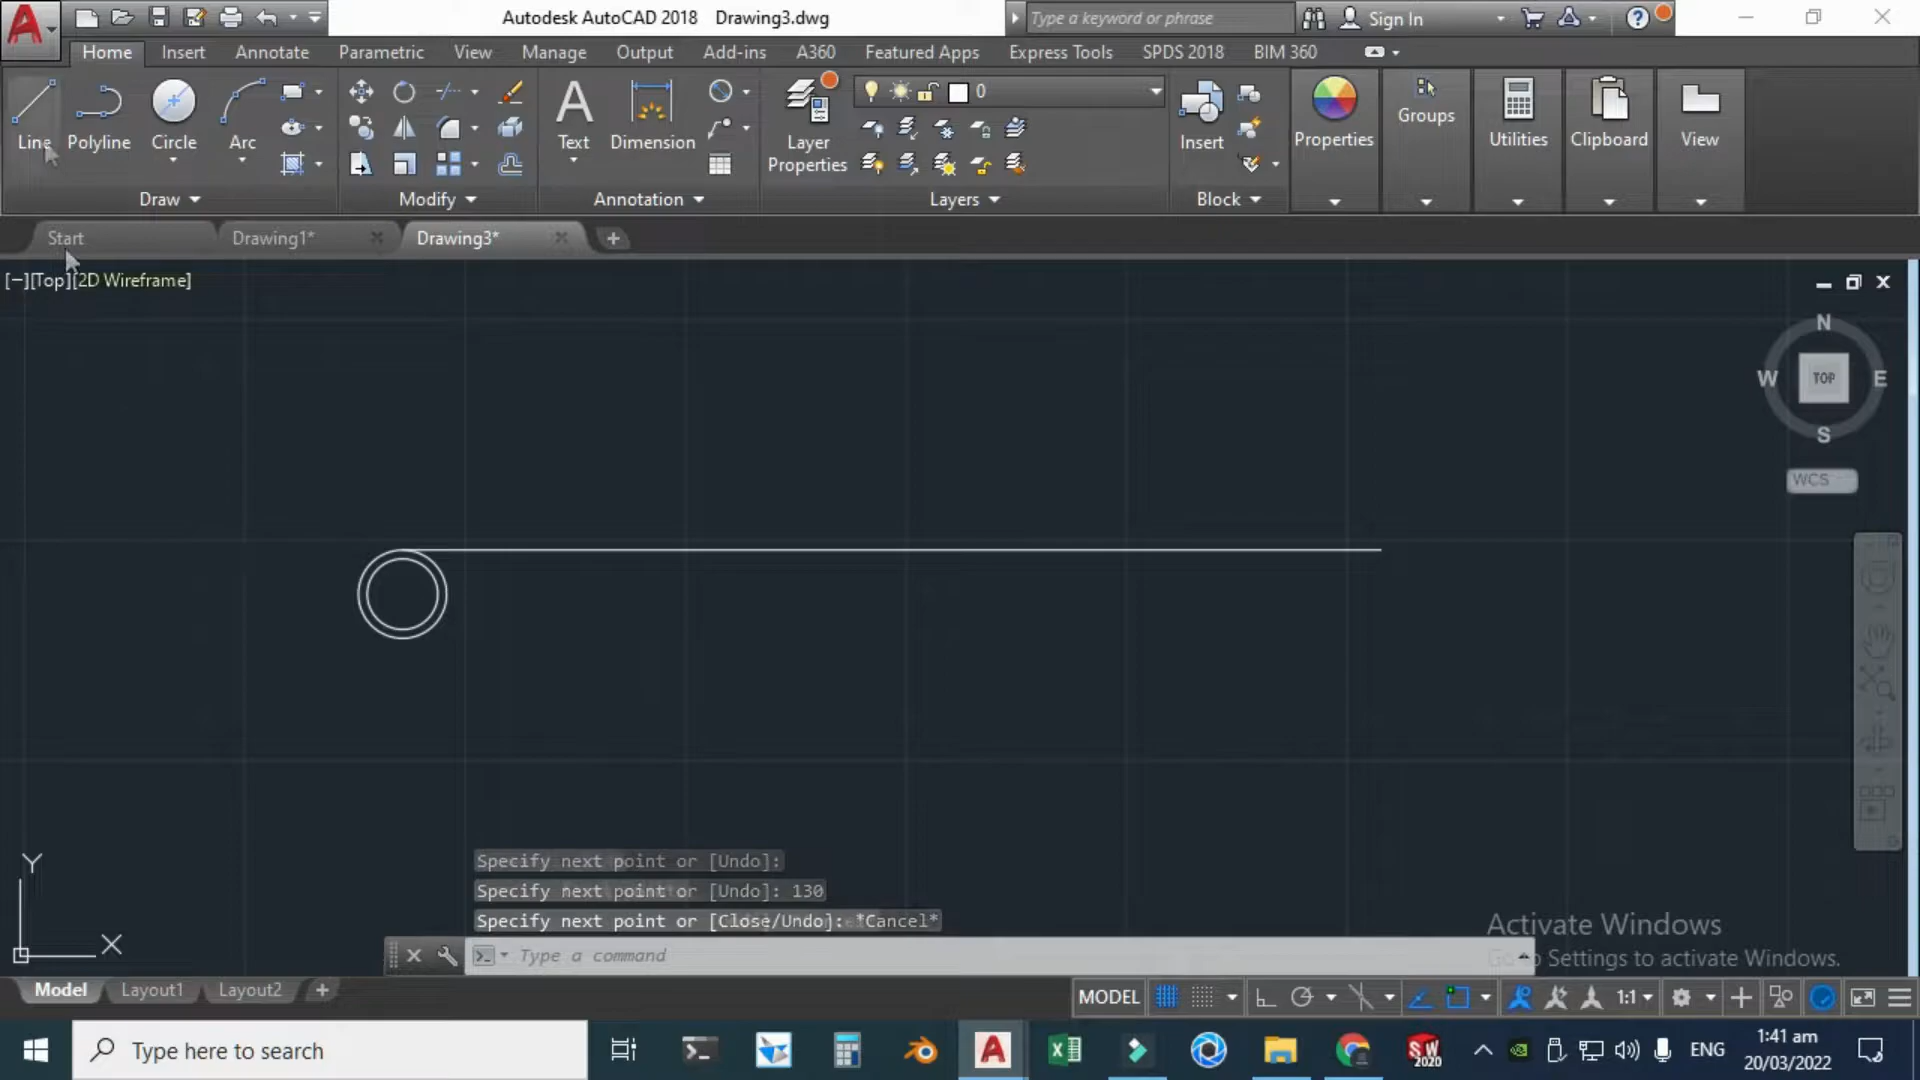 Autodesk AutoCAD 2018 Drawing3.dwg
Type a keyword or phrase
Sign In
Home Insert Annotate Parametric View Manage Output Add-ins A360 Featured Apps Express Tools SPDS 2018 BIM 360
0
Line Polyline Circle Arc
Text Dimension
Layer
Properties
Insert
Properties
Groups
Utilities
Clipboard
View
Draw Modify Annotation Layers Block
Start Drawing1* Drawing3*
[−][Top][2D Wireframe]
N
W TOP E
S
WCS
Specify next point or [Undo]:
Specify next point or [Undo]: 130
Specify next point or [Close/Undo]: *Cancel*
Type a command
Y
X
Activate Windows
Settings to activate Windows.
Model Layout1 Layout2
MODEL 1:1
Type here to search
SW
2020
ENG
1:41 am
20/03/2022